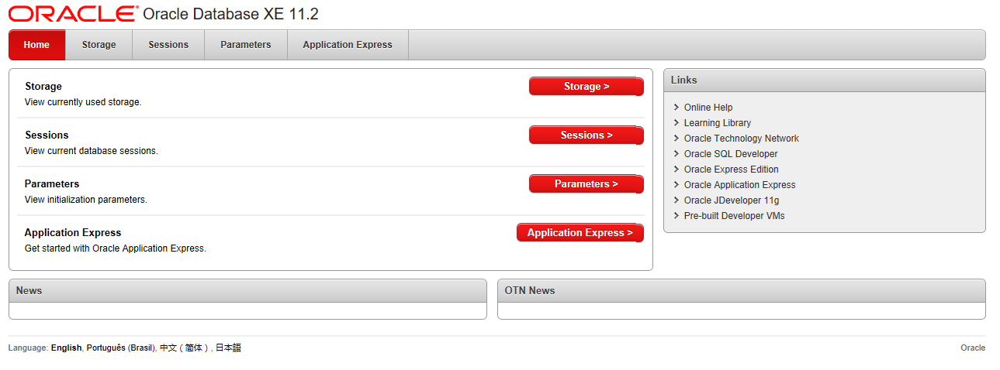 ORACLE® Oracle Database XE 11.2
Home Storage Sessions Parameters Application Express
Storage
View currently used storage.
Storage >
Sessions
View current database sessions.
Sessions >
Parameters
View initialization parameters.
Parameters >
Application Express
Get started with Oracle Application Express.
Application Express >
Links
Online Help
Learning Library
Oracle Technology Network
Oracle SQL Developer
Oracle Express Edition
Oracle Application Express
Oracle JDeveloper 11g
Pre-built Developer VMs
News
OTN News
Language: English, Português (Brasil), 中文 ( 简体 ) , 日本語
Oracle